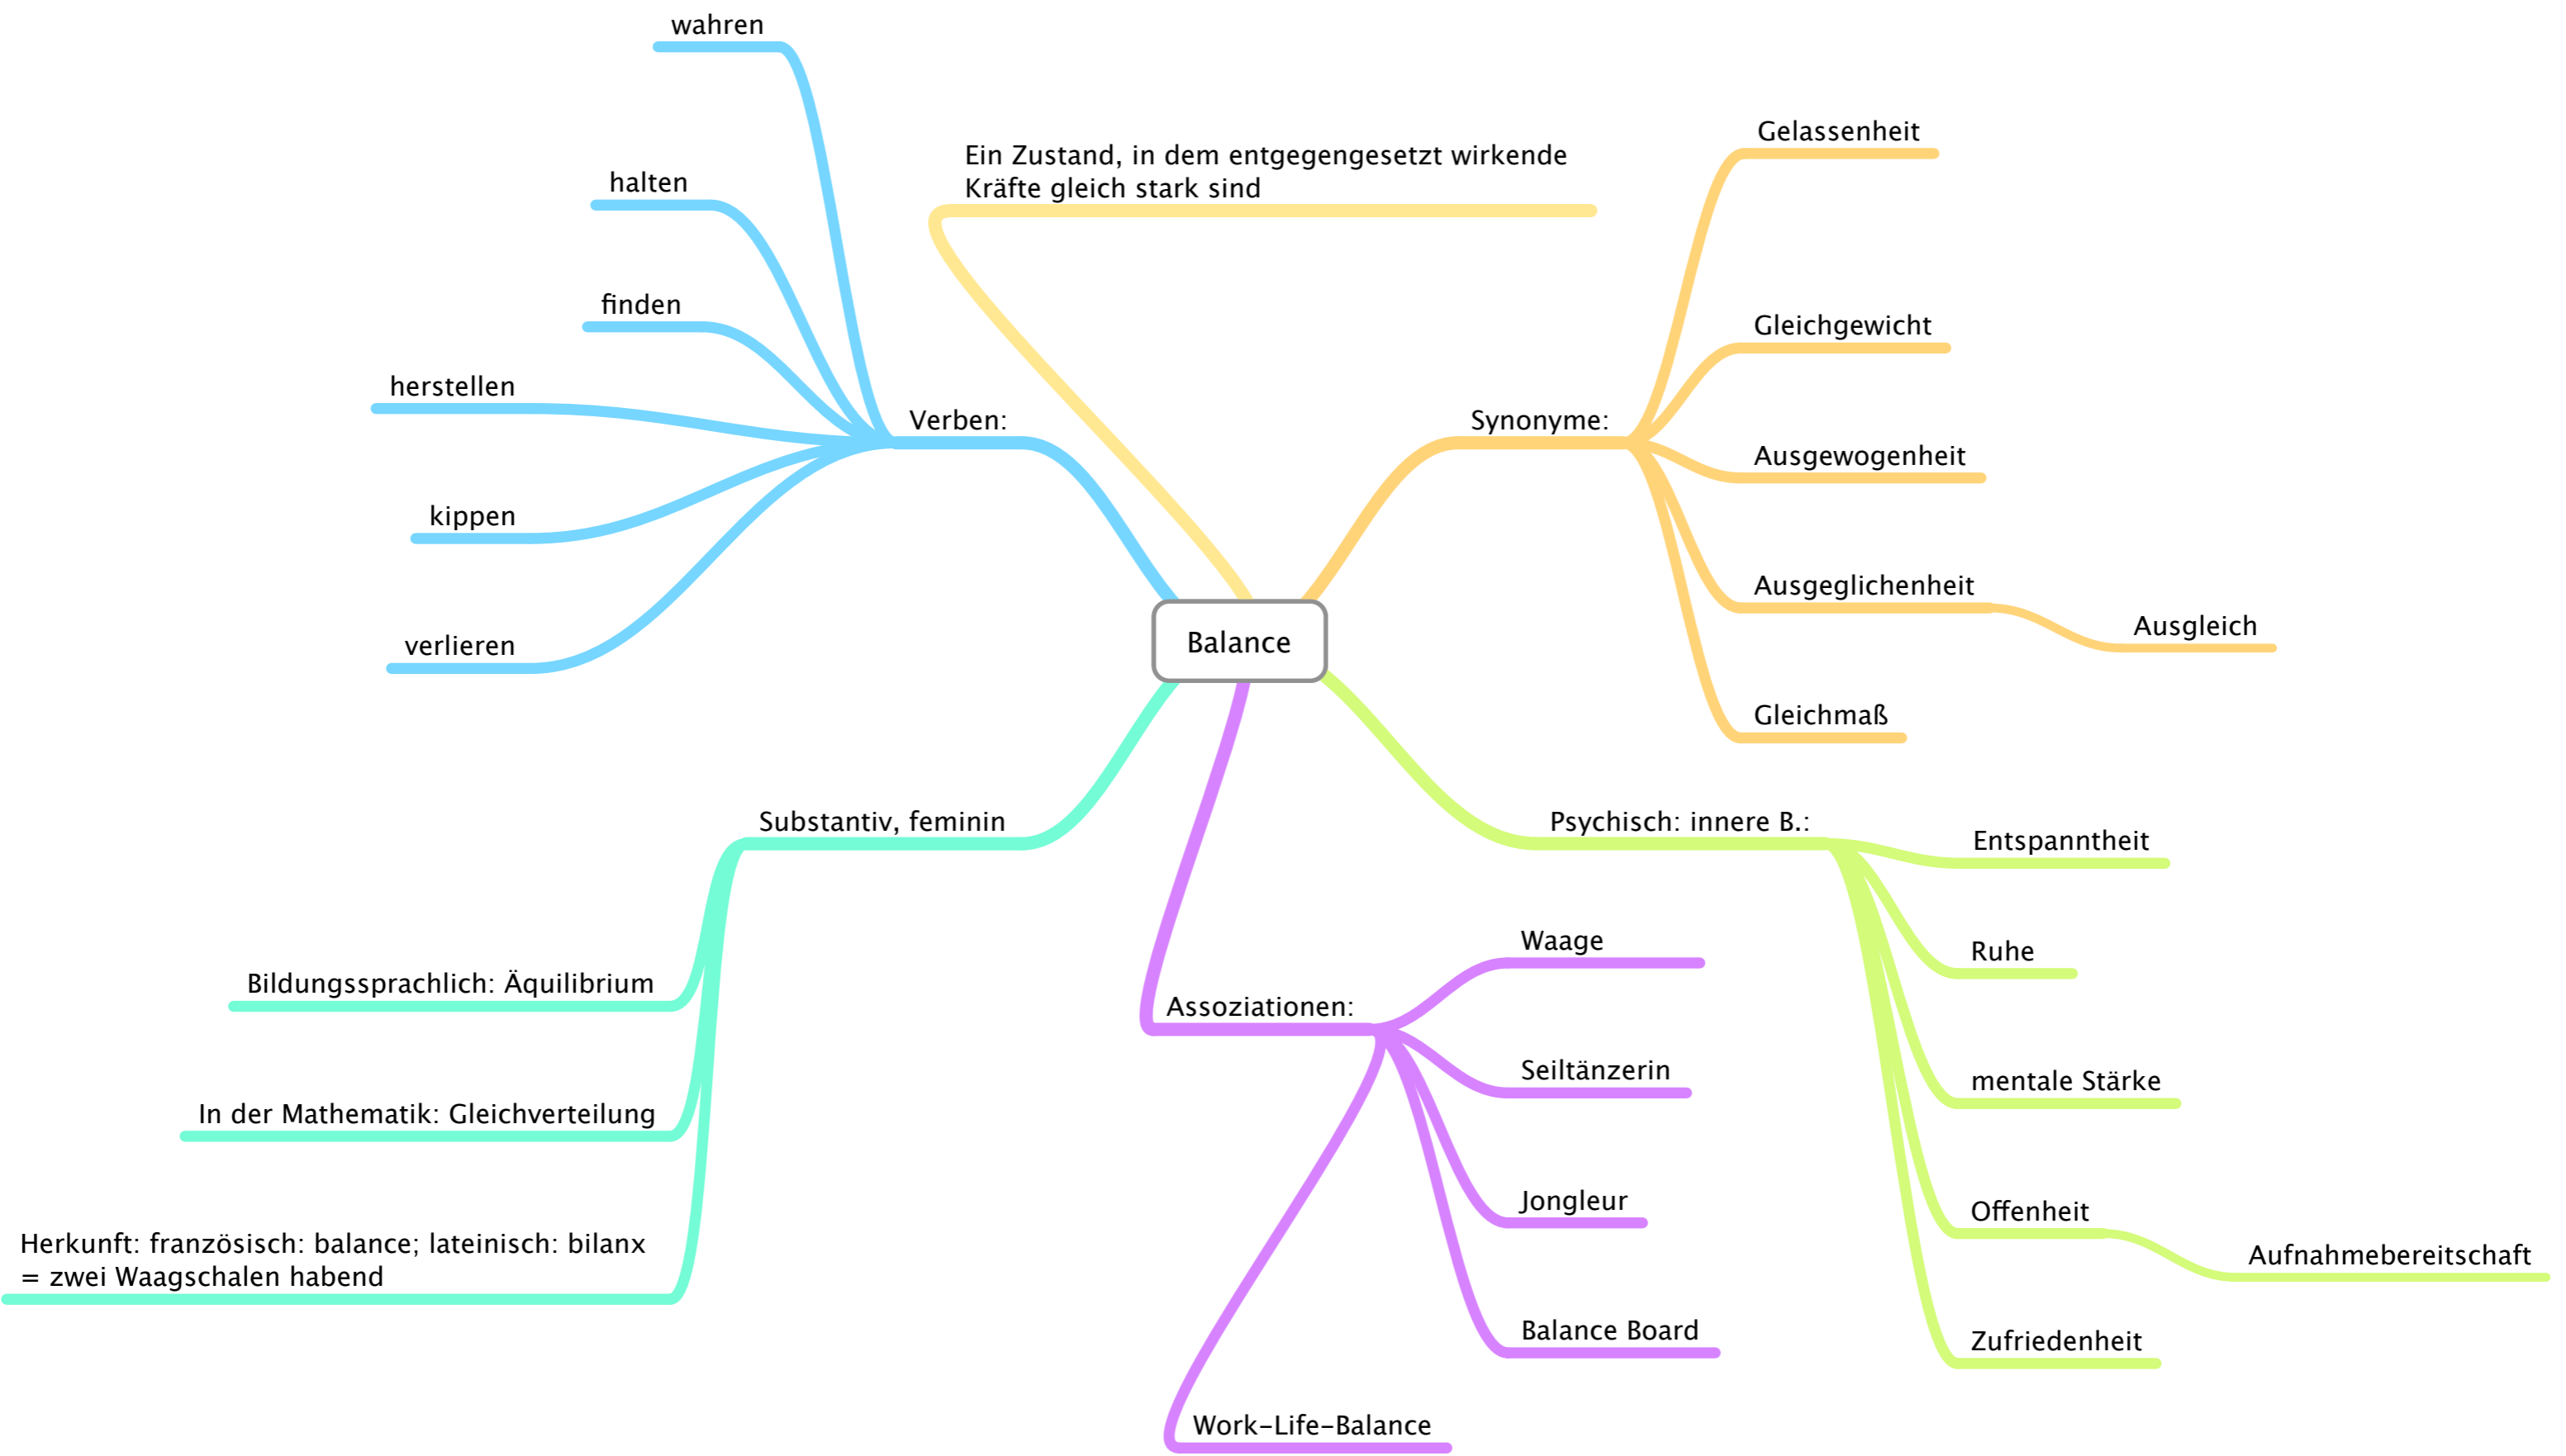 wahren
halten
finden
herstellen
kippen
verlieren
Verben:
Ein Zustand, in dem entgegengesetzt wirkende
Kräfte gleich stark sind
Synonyme:
Gelassenheit
Gleichgewicht
Ausgewogenheit
Ausgeglichenheit
Ausgleich
Gleichmaß
Balance
Substantiv, feminin
Bildungssprachlich: Äquilibrium
In der Mathematik: Gleichverteilung
Herkunft: französisch: balance; lateinisch: bilanx
= zwei Waagschalen habend
Assoziationen:
Waage
Seiltänzerin
Jongleur
Balance Board
Work-Life-Balance
Psychisch: innere B.:
Entspanntheit
Ruhe
mentale Stärke
Offenheit
Aufnahmebereitschaft
Zufriedenheit